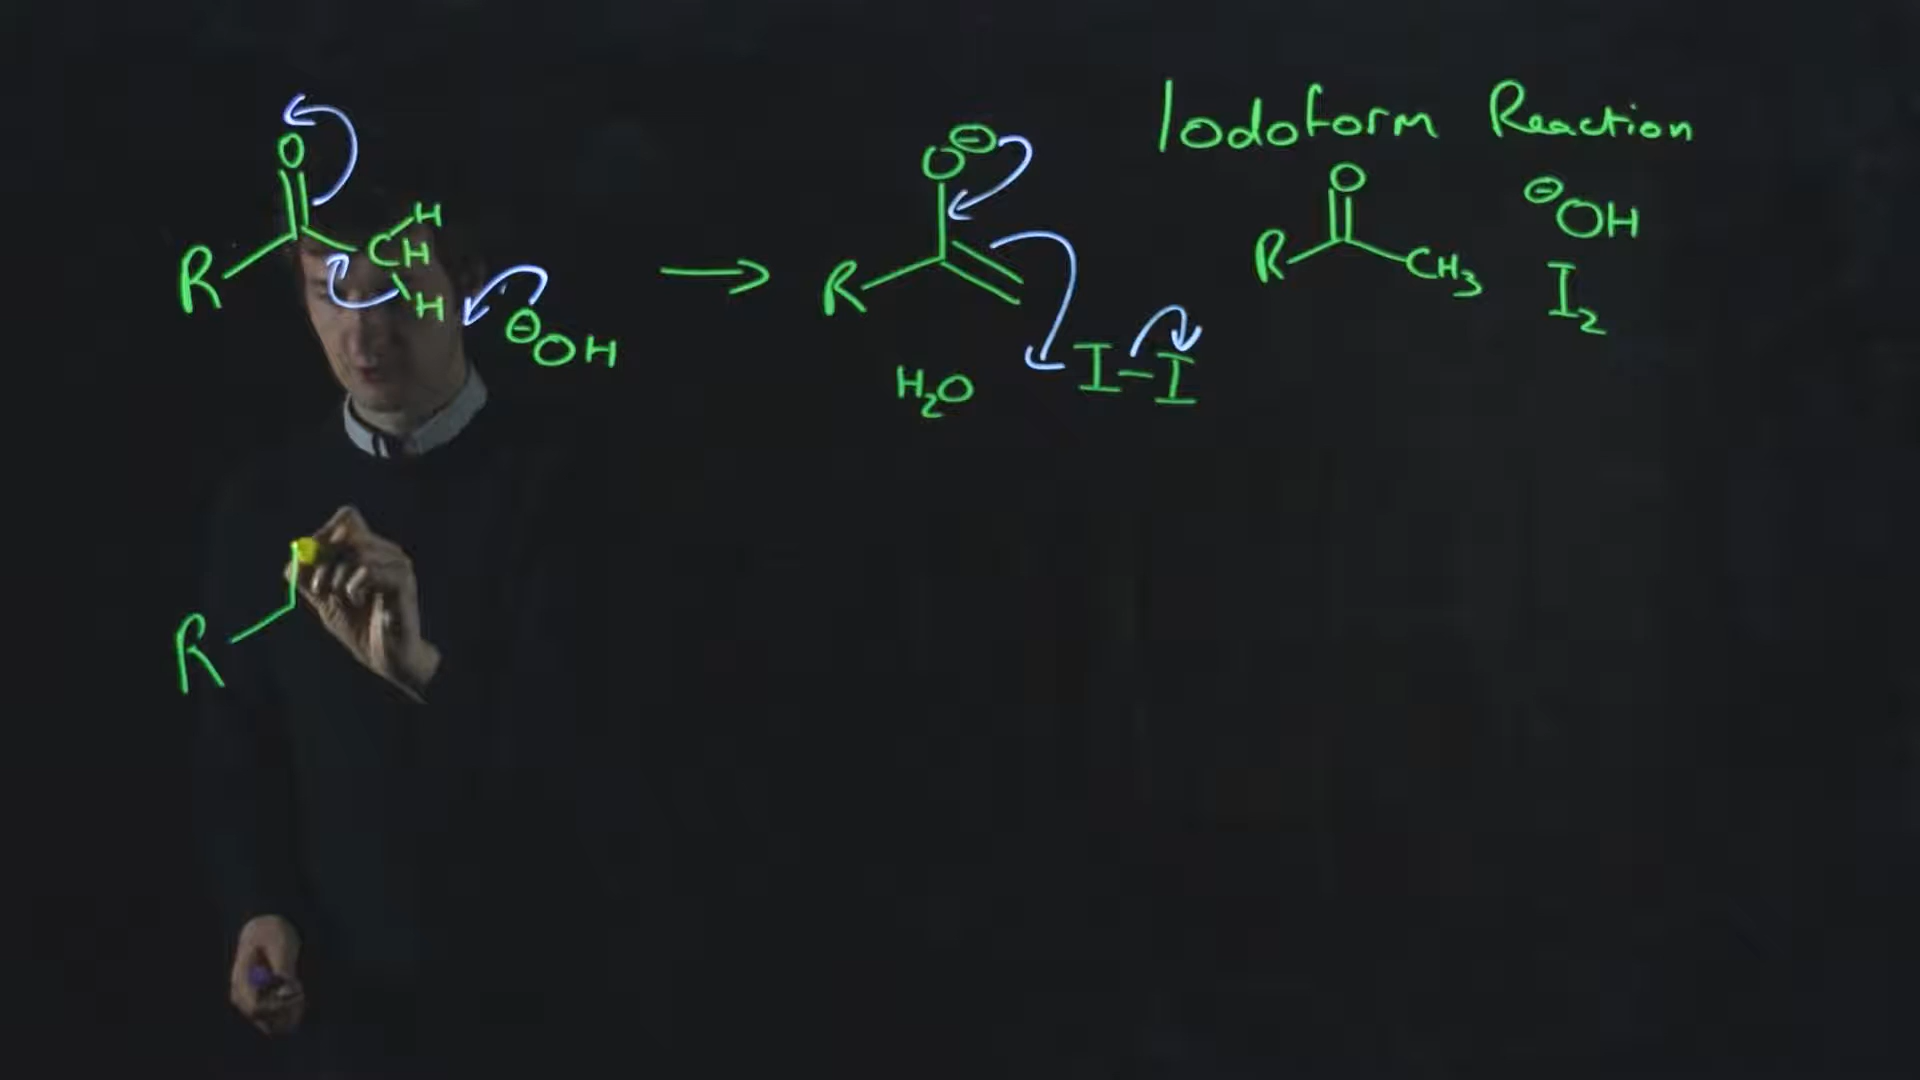 Iodoform Reaction
O
R
CH
H
H
⊖OH
O⊖
R
H₂O
I-I
O
R
CH₃
⊖OH
I₂
R